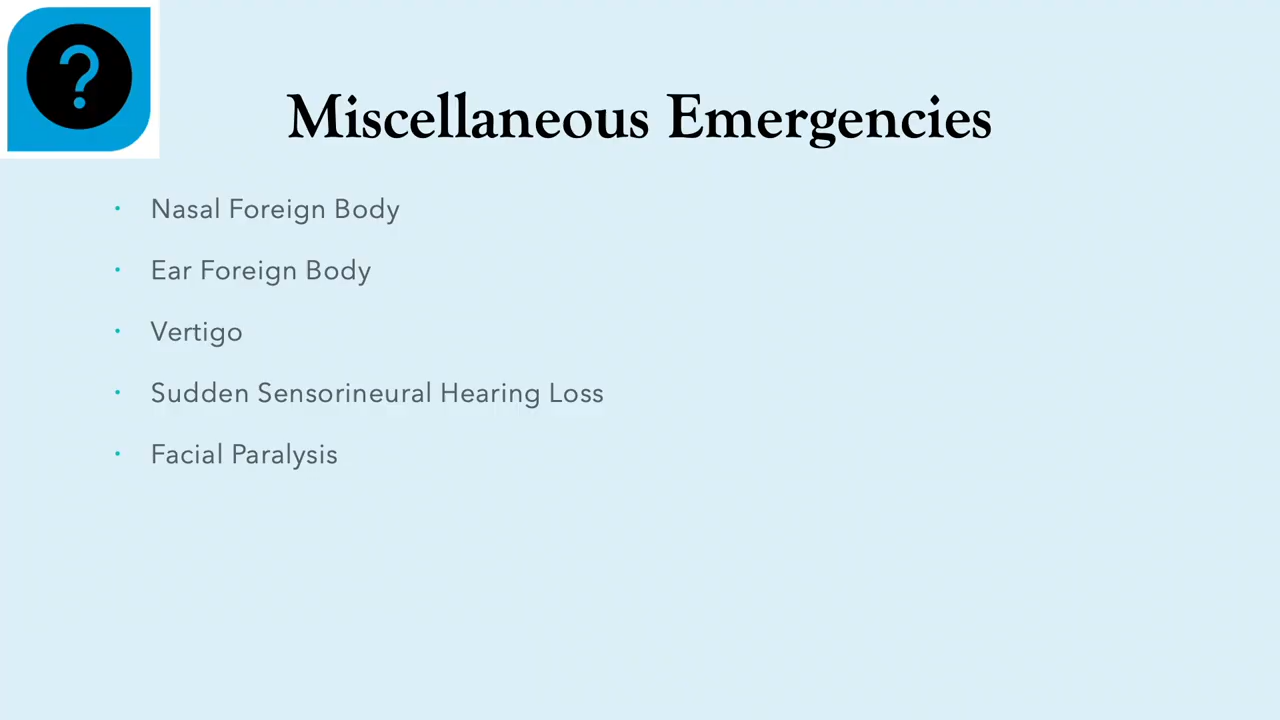 ?
Miscellaneous Emergencies
· Nasal Foreign Body
· Ear Foreign Body
· Vertigo
· Sudden Sensorineural Hearing Loss
· Facial Paralysis